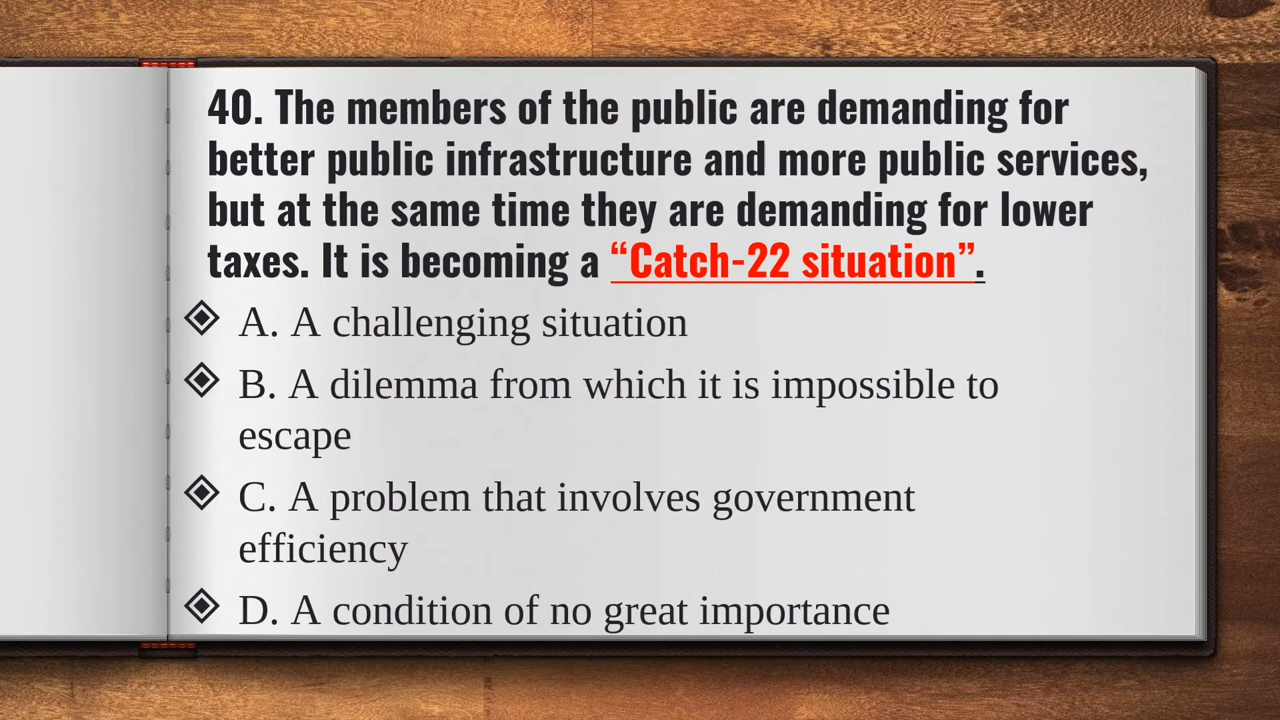 40. The members of the public are demanding for
better public infrastructure and more public services,
but at the same time they are demanding for lower
taxes. It is becoming a “Catch-22 situation”.
A. A challenging situation
B. A dilemma from which it is impossible to
escape
C. A problem that involves government
efficiency
D. A condition of no great importance